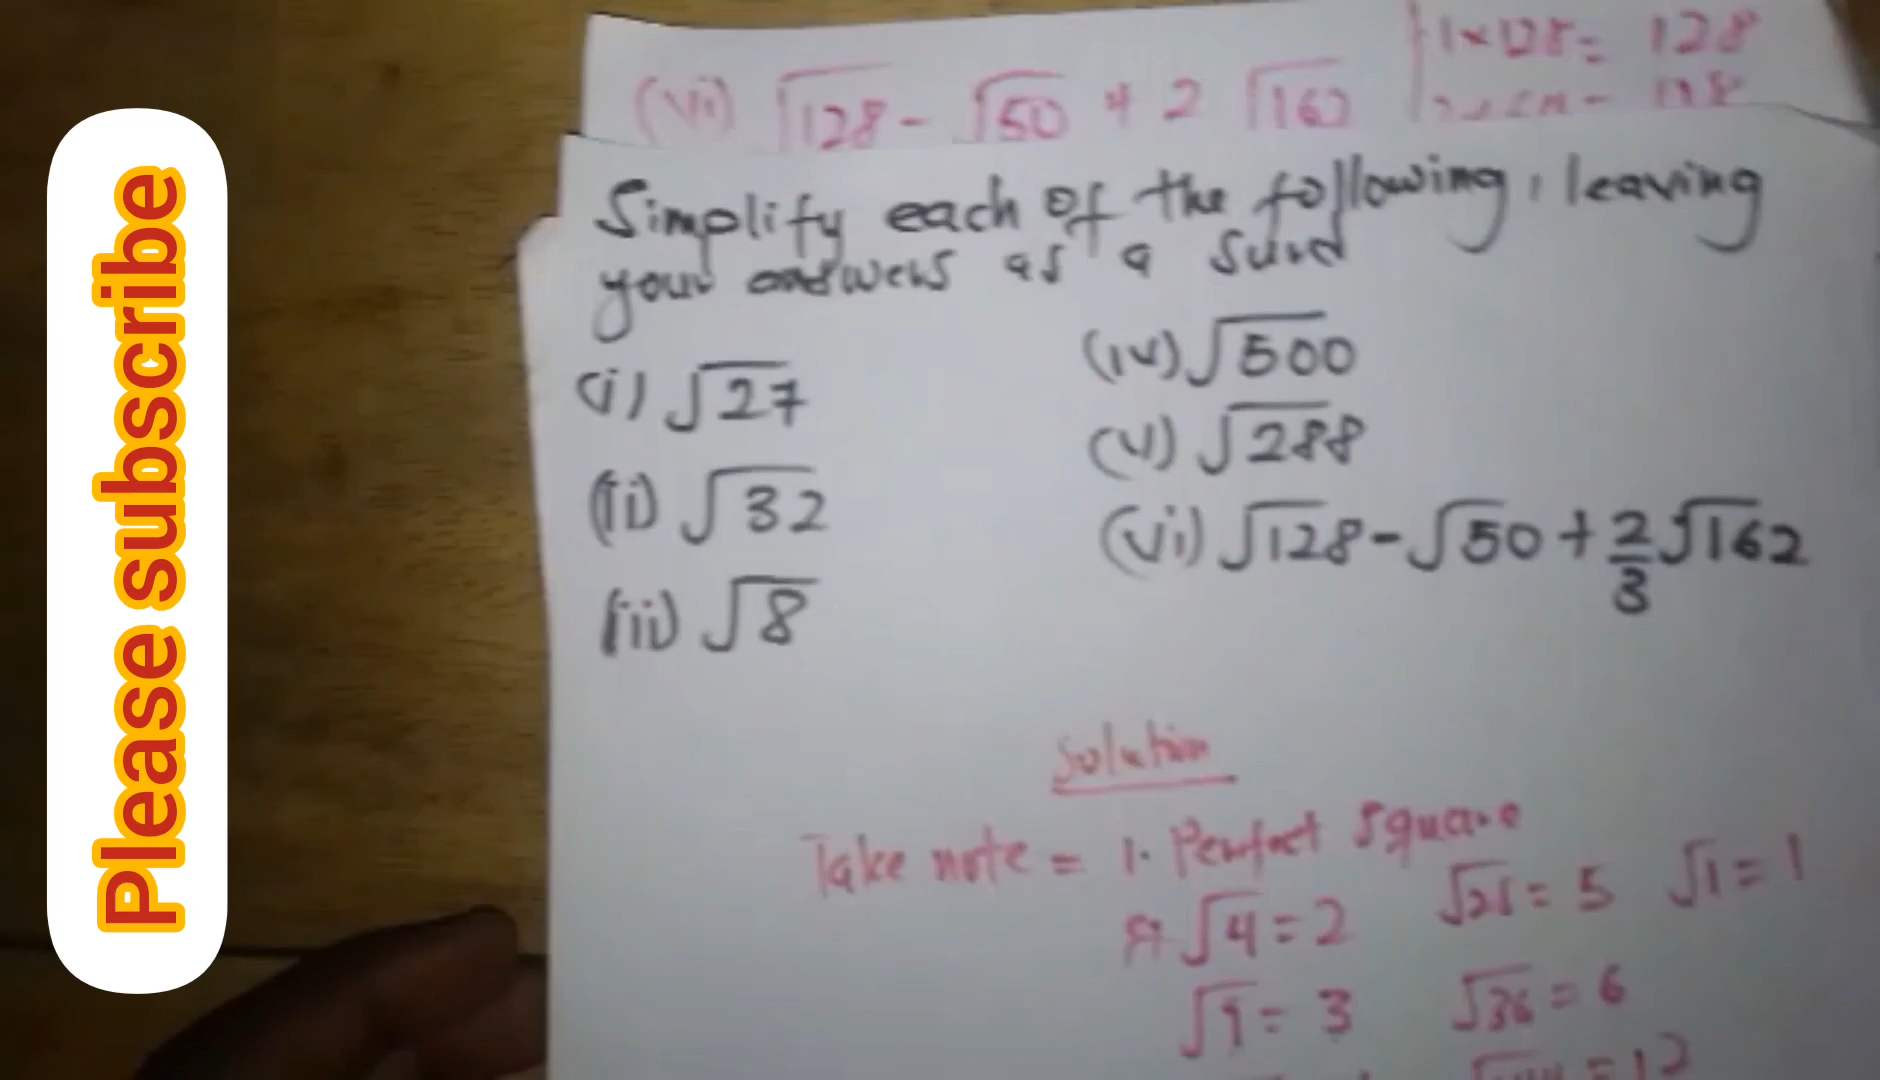 Please subscribe
(vi) √128 - √50 + 2 √162
1×128 = 128
Simplify each of the following, leaving
your answers as a surd
(i) √27
(ii) √32
(iii) √8
(iv) √500
(v) √288
(vi) √128 - √50 + 2/3 √162
Solution
Take note = 1. Perfect square
√4 = 2 √25 = 5 √1 = 1
√9 = 3 √36 = 6
= 12